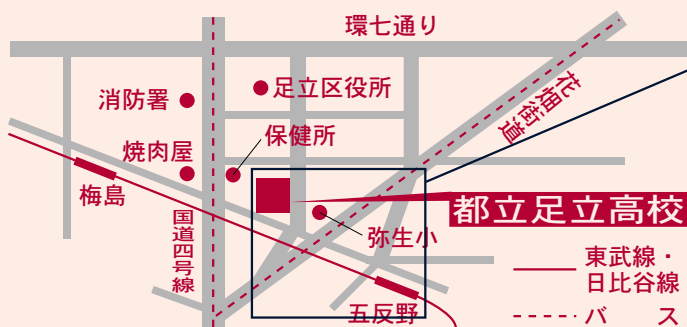 環七通り
花畑街道
消防署
足立区役所
保健所
焼肉屋
梅島
国道四号線
都立足立高校
弥生小
五反野
東武線・
日比谷線
バス